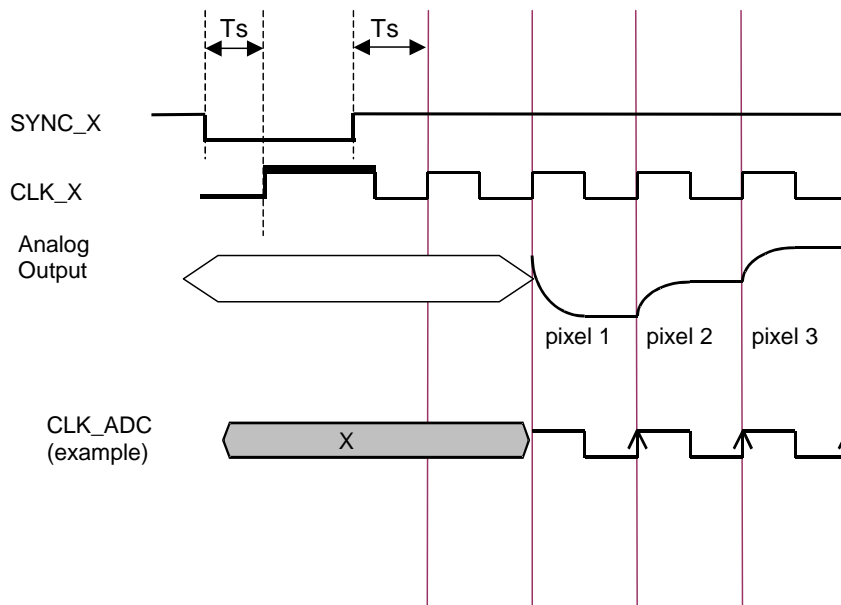 Ts
Ts
SYNC_X
CLK_X
Analog
Output
pixel 1
pixel 2
pixel 3
CLK_ADC
(example)
X